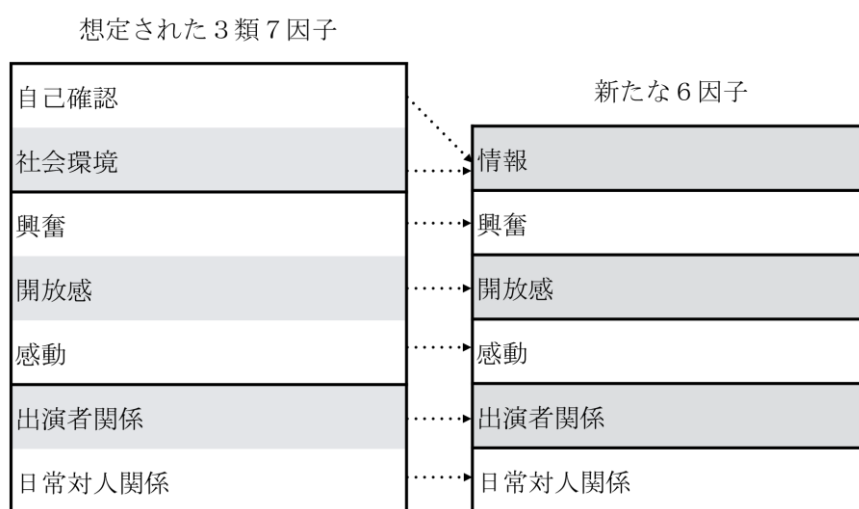 想定された３類７因子
自己確認
社会環境
興奮
開放感
感動
出演者関係
日常対人関係
新たな６因子
情報
興奮
開放感
感動
出演者関係
日常対人関係